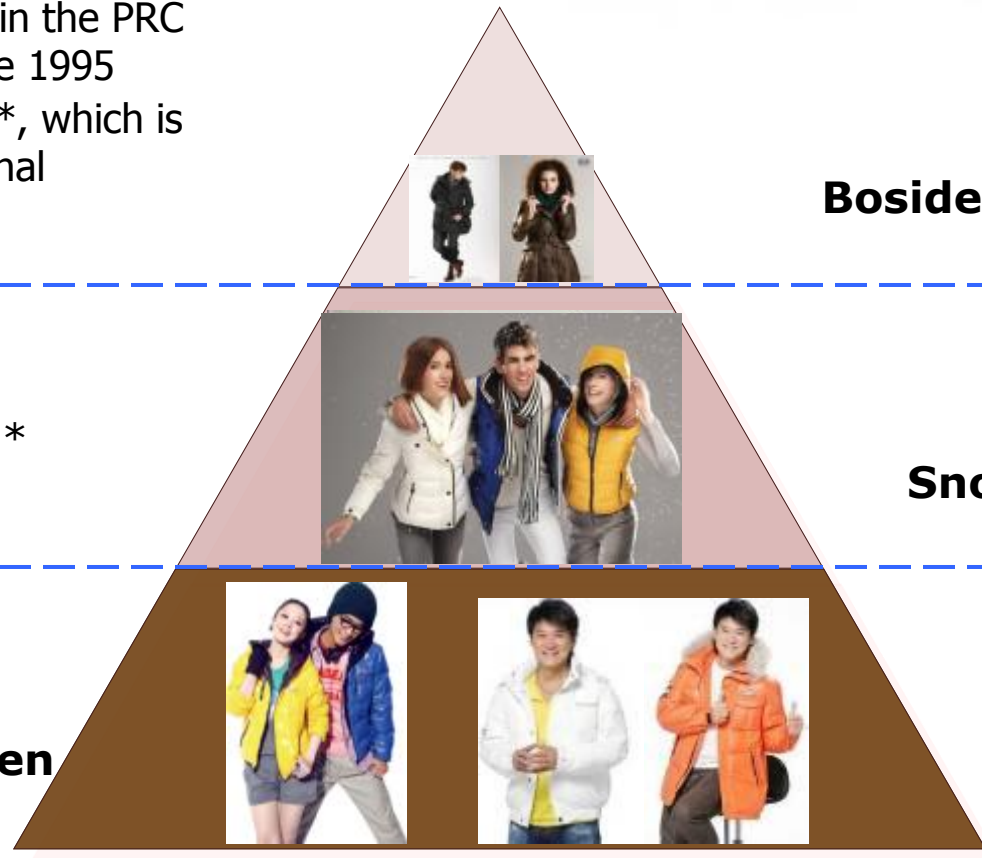 in the PRC
e 1995
*, which is
nal
Boside
*
Sno
en